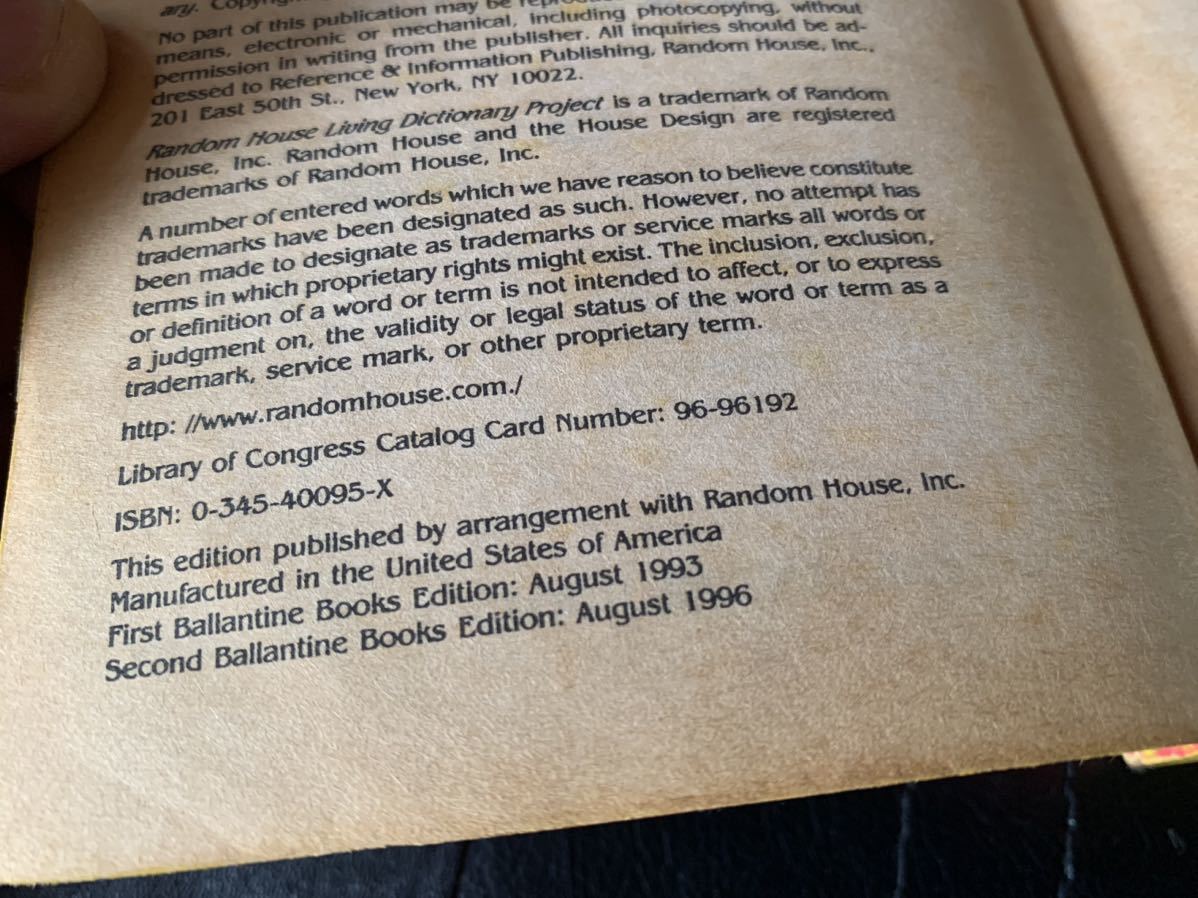 ary. Copyright
No part of this publication may be reproduc
means, electronic or mechanical, including photocopying, without
permission in writing from the publisher. All inquiries should be ad-
dressed to Reference & Information Publishing, Random House, Inc.,
201 East 50th St., New York, NY 10022.
Random House Living Dictionary Project is a trademark of Random
House, Inc. Random House and the House Design are registered
trademarks of Random House, Inc.
A number of entered words which we have reason to believe constitute
trademarks have been designated as such. However, no attempt has
been made to designate as trademarks or service marks all words or
terms in which proprietary rights might exist. The inclusion, exclusion,
or definition of a word or term is not intended to affect, or to express
a judgment on, the validity or legal status of the word or term as a
trademark, service mark, or other proprietary term.
http: //www.randomhouse.com./
Library of Congress Catalog Card Number: 96-96192
ISBN: 0-345-40095-X
This edition published by arrangement with Random House, Inc.
Manufactured in the United States of America
First Ballantine Books Edition: August 1993
Second Ballantine Books Edition: August 1996